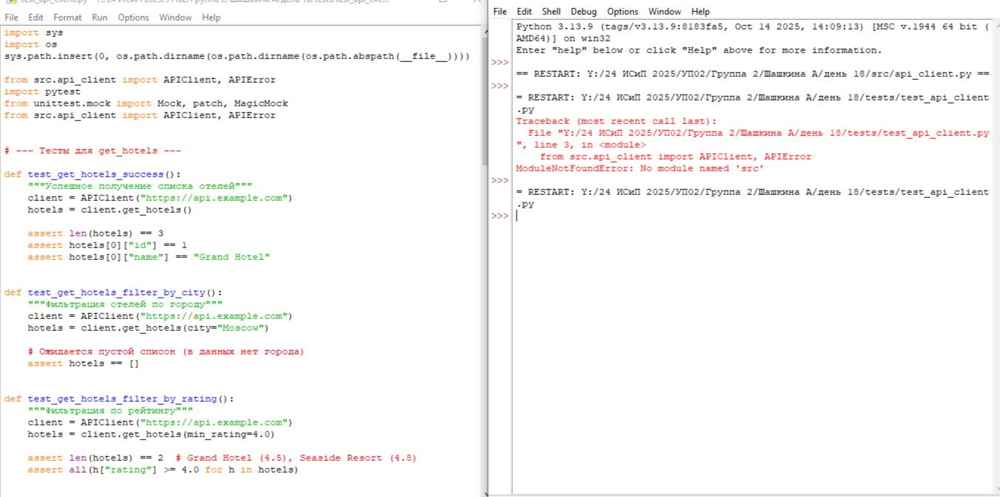 test_api_client.py - Y:/24 ИСиП 2025/УП02/Группа 2/Шашкина А/день 18/tests/test_api_clie...
File Edit Format Run Options Window Help
import sys
import os
sys.path.insert(0, os.path.dirname(os.path.dirname(os.path.abspath(__file__))))
from src.api_client import APIClient, APIError
import pytest
from unittest.mock import Mock, patch, MagicMock
from src.api_client import APIClient, APIError
# --- Тесты для get_hotels ---
def test_get_hotels_success():
"""Успешное получение списка отелей"""
client = APIClient("https://api.example.com")
hotels = client.get_hotels()
assert len(hotels) == 3
assert hotels[0]["id"] == 1
assert hotels[0]["name"] == "Grand Hotel"
def test_get_hotels_filter_by_city():
"""Фильтрация отелей по городу"""
client = APIClient("https://api.example.com")
hotels = client.get_hotels(city="Moscow")
# Ожидается пустой список (в данных нет города)
assert hotels == []
def test_get_hotels_filter_by_rating():
"""Фильтрация по рейтингу"""
client = APIClient("https://api.example.com")
hotels = client.get_hotels(min_rating=4.0)
assert len(hotels) == 2  # Grand Hotel (4.5), Seaside Resort (4.8)
assert all(h["rating"] >= 4.0 for h in hotels)
File Edit Shell Debug Options Window Help
Python 3.13.9 (tags/v3.13.9:8183fa5, Oct 14 2025, 14:09:13) [MSC v.1944 64 bit (
AMD64)] on win32
Enter "help" below or click "Help" above for more information.
>>>
== RESTART: Y:/24 ИСиП 2025/УП02/Группа 2/Шашкина А/день 18/src/api_client.py ==
>>>
= RESTART: Y:/24 ИСиП 2025/УП02/Группа 2/Шашкина А/день 18/tests/test_api_client
.py
Traceback (most recent call last):
File "Y:/24 ИСиП 2025/УП02/Группа 2/Шашкина А/день 18/tests/test_api_client.py
", line 3, in <module>
from src.api_client import APIClient, APIError
ModuleNotFoundError: No module named 'src'
>>>
= RESTART: Y:/24 ИСиП 2025/УП02/Группа 2/Шашкина А/день 18/tests/test_api_client
.py
>>>